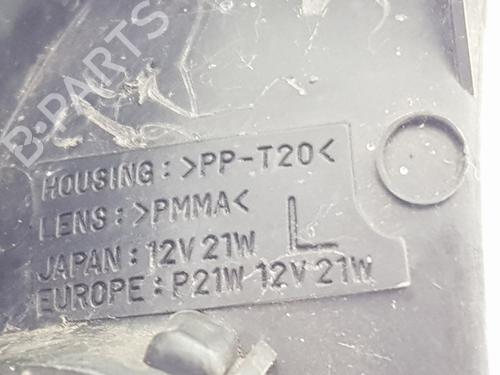 B-PARTS
HOUSING: >PP-T20<
LENS: >PMMA<
JAPAN: 12V 21W
EUROPE: P21W 12V 21W
L